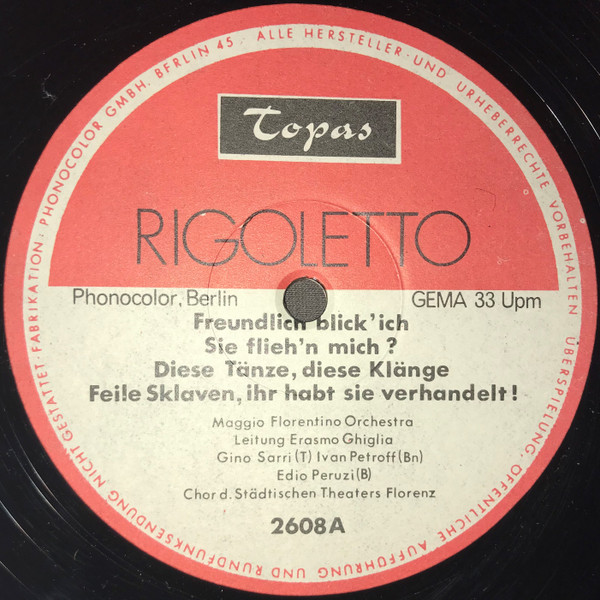 FABRIKATION: PHONOCOLOR GMBH. BERLIN 45 · ALLE HERSTELLER- UND URHEBERRECHTE VORBEHALTEN
ÜBERSPIELUNG, ÖFFENTLICHE AUFFÜHRUNG UND RUNDFUNKSENDUNG NICHT GESTATTET ·
Topas
RIGOLETTO
Phonocolor, Berlin
GEMA 33 Upm
Freundlich blick'ich
Sie flieh'n mich?
Diese Tänze, diese Klänge
Feile Sklaven, ihr habt sie verhandelt!
Maggio Florentino Orchestra
Leitung Erasmo Ghiglia
Gino Sarri (T) Ivan Petroff (Bn)
Edio Peruzi (B)
Chor d. Städtischen Theaters Florenz
2608A